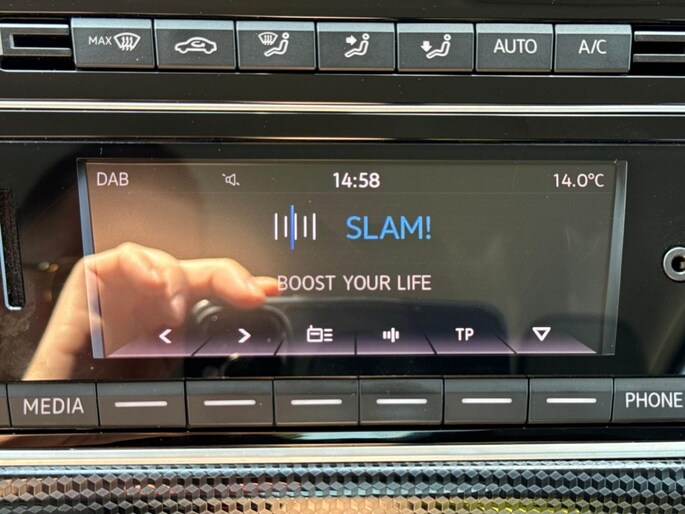 MAX
AUTO
A/C
DAB
14:58
14.0°C
SLAM!
BOOST YOUR LIFE
TP
MEDIA
PHONE